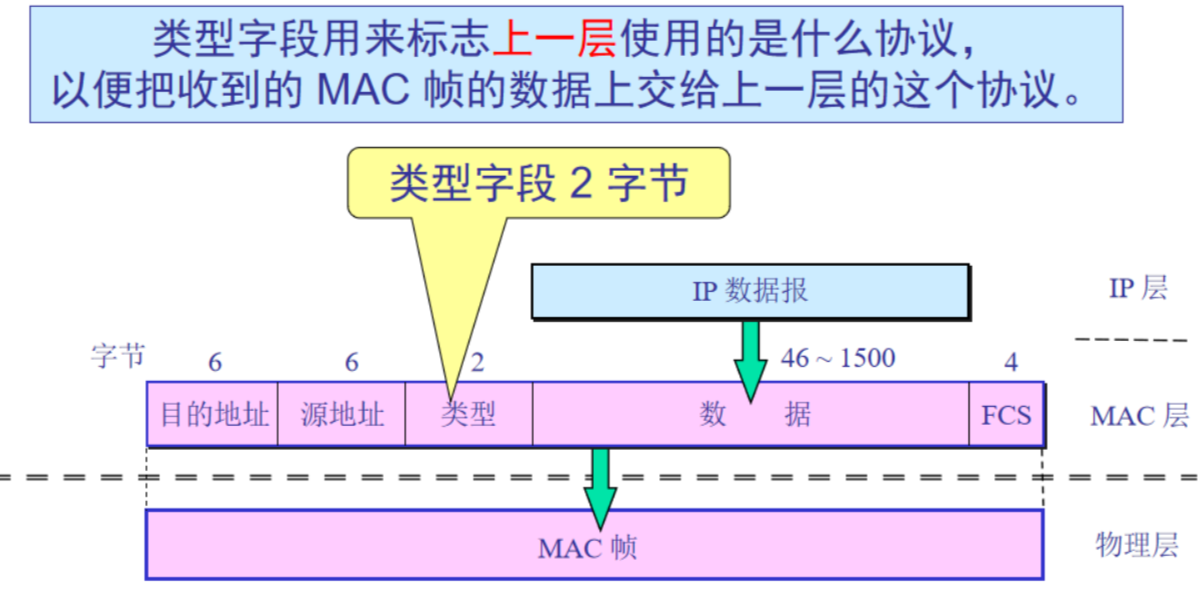 类型字段用来标志上一层使用的是什么协议，
以便把收到的 MAC 帧的数据上交给上一层的这个协议。
类型字段 2 字节
IP 数据报
IP 层
字节 6 6 2 46 ~ 1500 4
目的地址 源地址 类型 数 据 FCS
MAC 层
MAC 帧
物理层